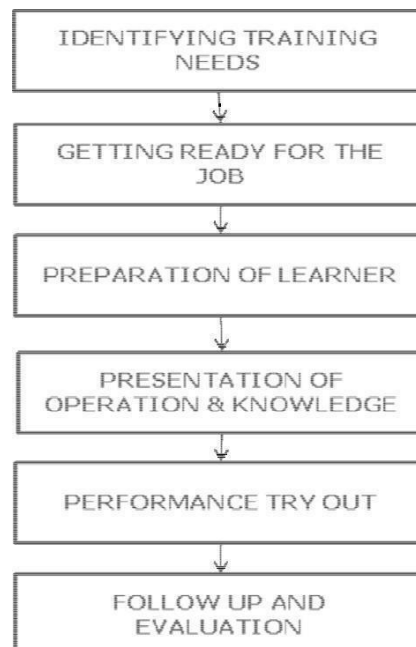 IDENTIFYING TRAINING
NEEDS
GETTING READY FOR THE
JOB
PREPARATION OF LEARNER
PRESENTATION OF
OPERATION & KNOWLEDGE
PERFORMANCE TRY OUT
FOLLOW UP AND
EVALUATION